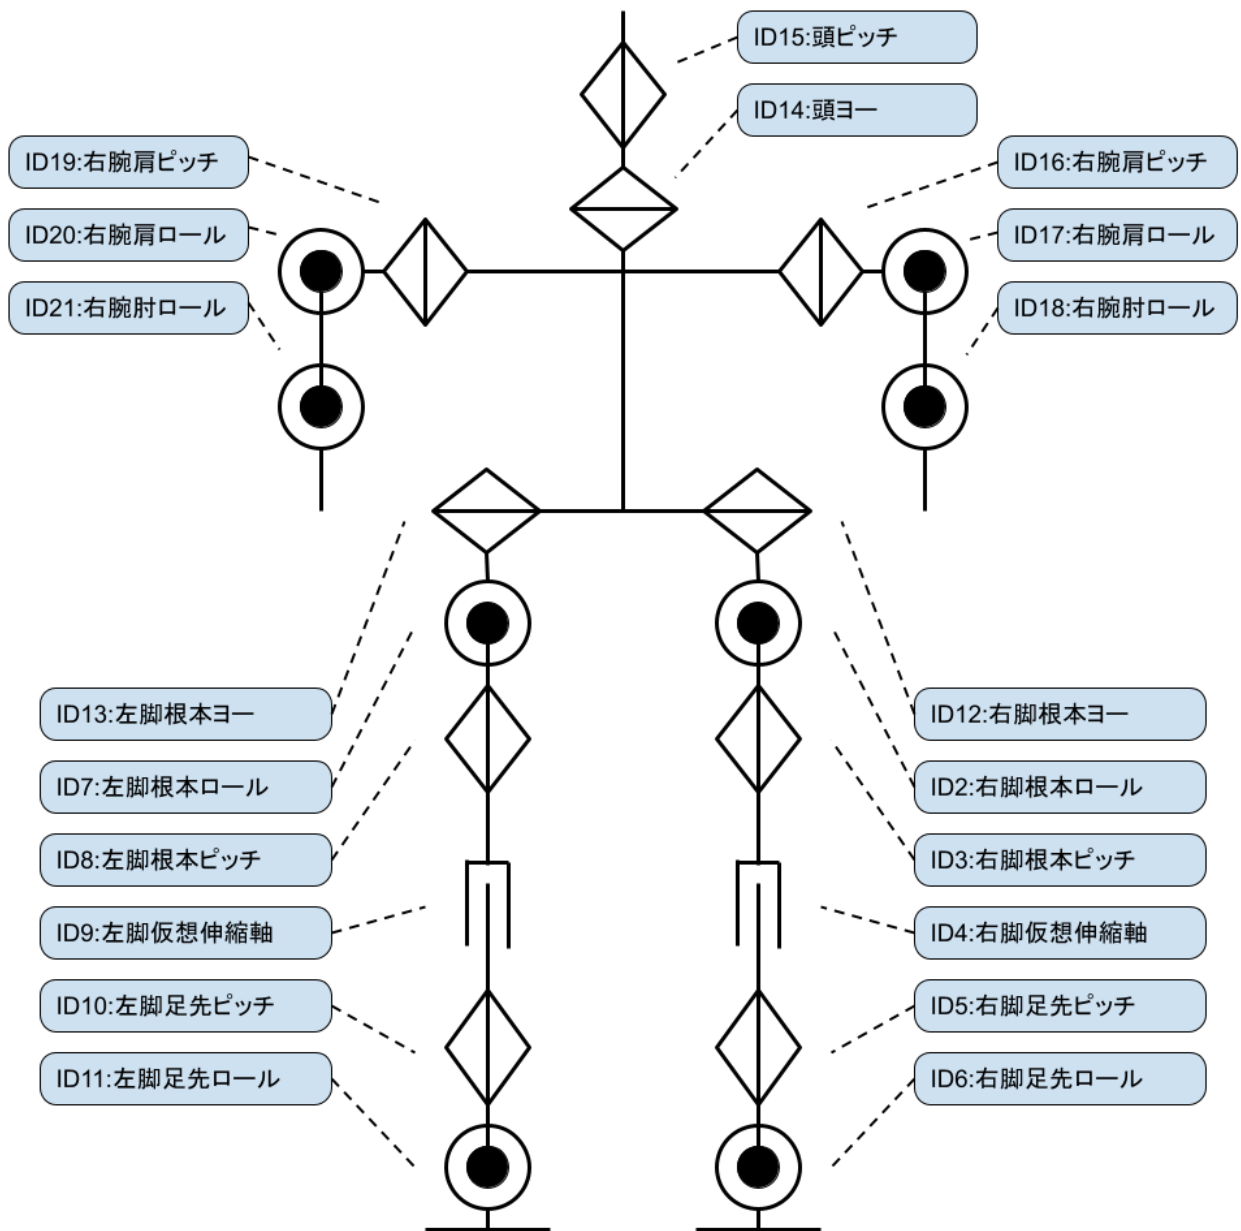 ID15:頭ピッチ
ID14:頭ヨー
ID19:右腕肩ピッチ
ID20:右腕肩ロール
ID21:右腕肘ロール
ID16:右腕肩ピッチ
ID17:右腕肩ロール
ID18:右腕肘ロール
ID13:左脚根本ヨー
ID7:左脚根本ロール
ID8:左脚根本ピッチ
ID9:左脚仮想伸縮軸
ID10:左脚足先ピッチ
ID11:左脚足先ロール
ID12:右脚根本ヨー
ID2:右脚根本ロール
ID3:右脚根本ピッチ
ID4:右脚仮想伸縮軸
ID5:右脚足先ピッチ
ID6:右脚足先ロール